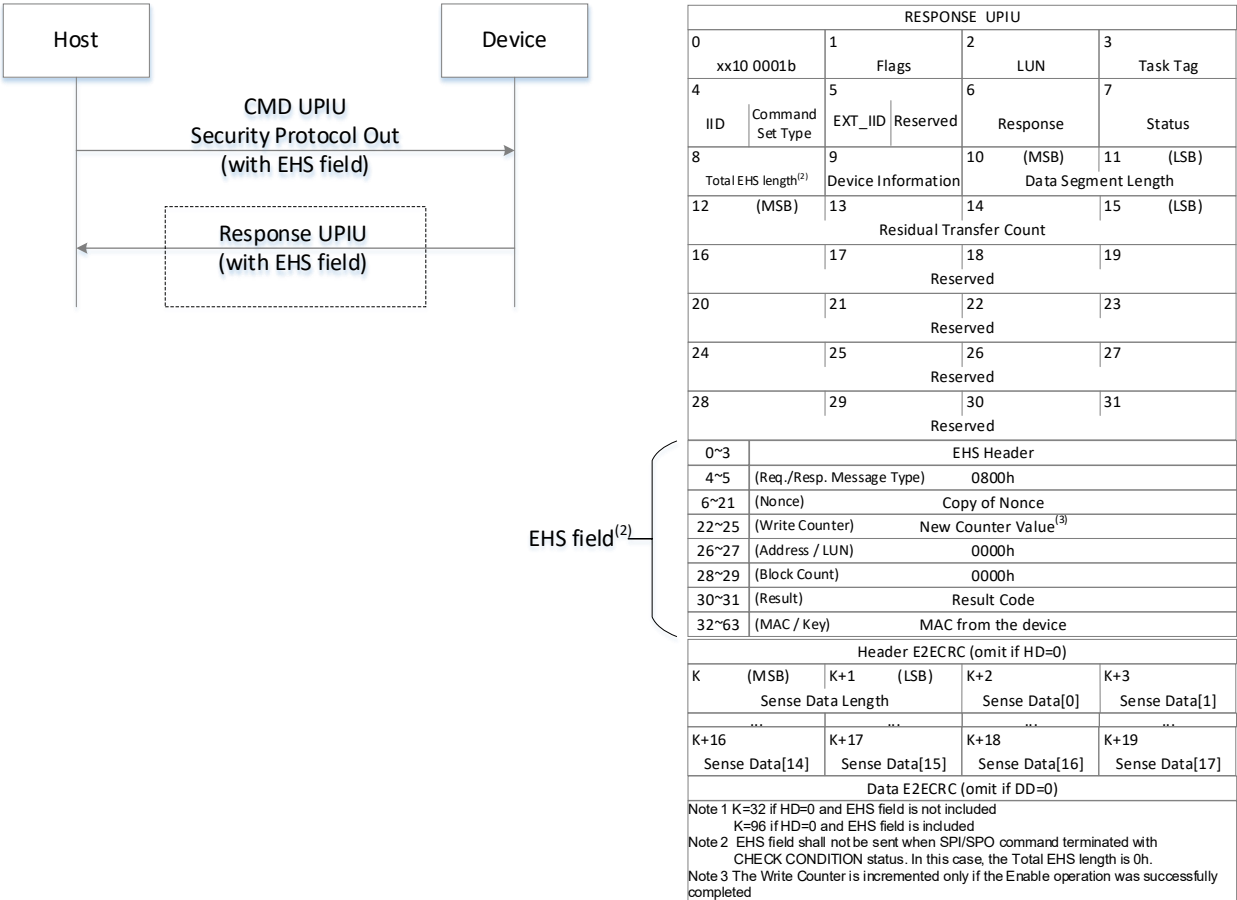 Host
Device
CMD UPIU
Security Protocol Out
(with EHS field)
Response UPIU
(with EHS field)
RESPONSE UPIU
0 1 2 3
xx10 0001b Flags LUN Task Tag
4 5 6 7
IID Command Set Type EXT_IID Reserved Response Status
8 9 10 (MSB) 11 (LSB)
Total EHS length(2) Device Information Data Segment Length
12 (MSB) 13 14 15 (LSB)
Residual Transfer Count
16 17 18 19
Reserved
20 21 22 23
Reserved
24 25 26 27
Reserved
28 29 30 31
Reserved
EHS field(2)
0~3 EHS Header
4~5 (Req./Resp. Message Type) 0800h
6~21 (Nonce) Copy of Nonce
22~25 (Write Counter) New Counter Value(3)
26~27 (Address / LUN) 0000h
28~29 (Block Count) 0000h
30~31 (Result) Result Code
32~63 (MAC / Key) MAC from the device
Header E2ECRC (omit if HD=0)
K (MSB) K+1 (LSB) K+2 K+3
Sense Data Length Sense Data[0] Sense Data[1]
... ... ... ...
K+16 K+17 K+18 K+19
Sense Data[14] Sense Data[15] Sense Data[16] Sense Data[17]
Data E2ECRC (omit if DD=0)
Note 1 K=32 if HD=0 and EHS field is not included
K=96 if HD=0 and EHS field is included
Note 2 EHS field shall not be sent when SPI/SPO command terminated with
CHECK CONDITION status. In this case, the Total EHS length is 0h.
Note 3 The Write Counter is incremented only if the Enable operation was successfully
completed